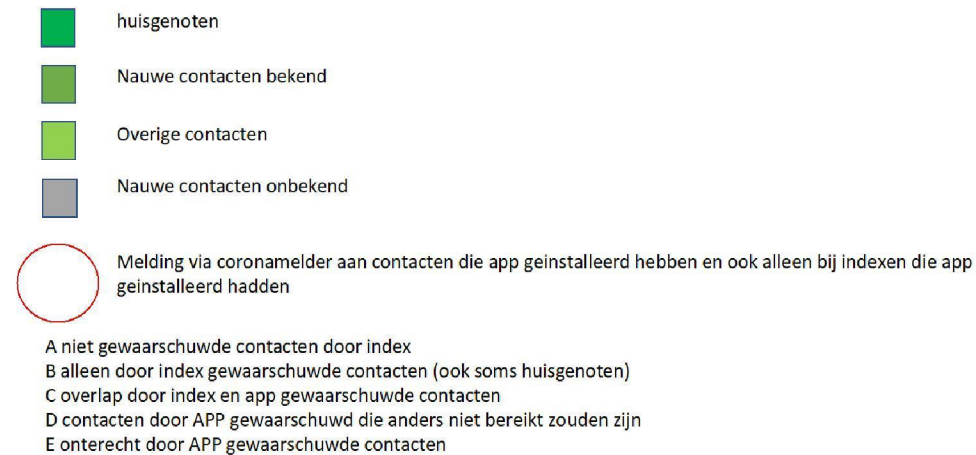 huisgenoten
Nauwe contacten bekend
Overige contacten
Nauwe contacten onbekend
Melding via coronamelder aan contacten die app geinstalleerd hebben en ook alleen bij indexen die app
geinstalleerd hadden
A niet gewaarschuwde contacten door index
B alleen door index gewaarschuwde contacten (ook soms huisgenoten)
C overlap door index en app gewaarschuwde contacten
D contacten door APP gewaarschuwd die anders niet bereikt zouden zijn
E onterecht door APP gewaarschuwde contacten